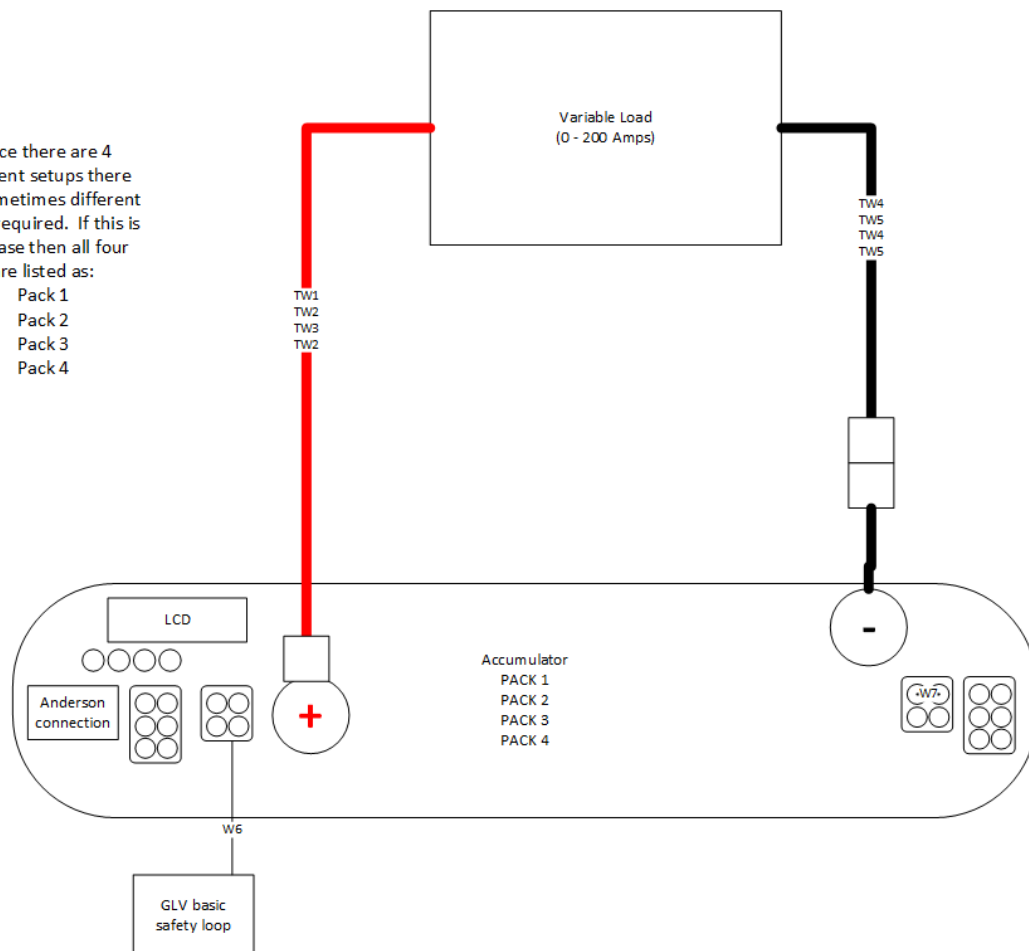 Variable Load
(0 - 200 Amps)
ce there are 4
ent setups there
metimes different
equired.  If this is
ase then all four
re listed as:
Pack 1
Pack 2
Pack 3
Pack 4
TW1
TW2
TW3
TW2
TW4
TW5
TW4
TW5
LCD
Anderson
connection
+
-
Accumulator
PACK 1
PACK 2
PACK 3
PACK 4
W7
W6
GLV basic
safety loop